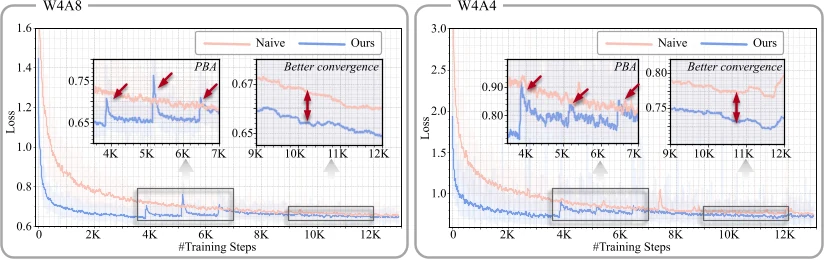 W4A8
1.6
1.4
1.2
1.0
0.8
0.6
Loss
Naive Ours
PBA
0.75
0.65
4K 5K 6K 7K
Better convergence
0.67
0.65
9K 10K 11K 12K
0 2K 4K 6K 8K 10K 12K
#Training Steps
W4A4
3.0
2.5
2.0
1.5
1.0
Loss
Naive Ours
PBA
0.90
0.80
4K 5K 6K 7K
Better convergence
0.80
0.75
9K 10K 11K 12K
0 2K 4K 6K 8K 10K 12K
#Training Steps